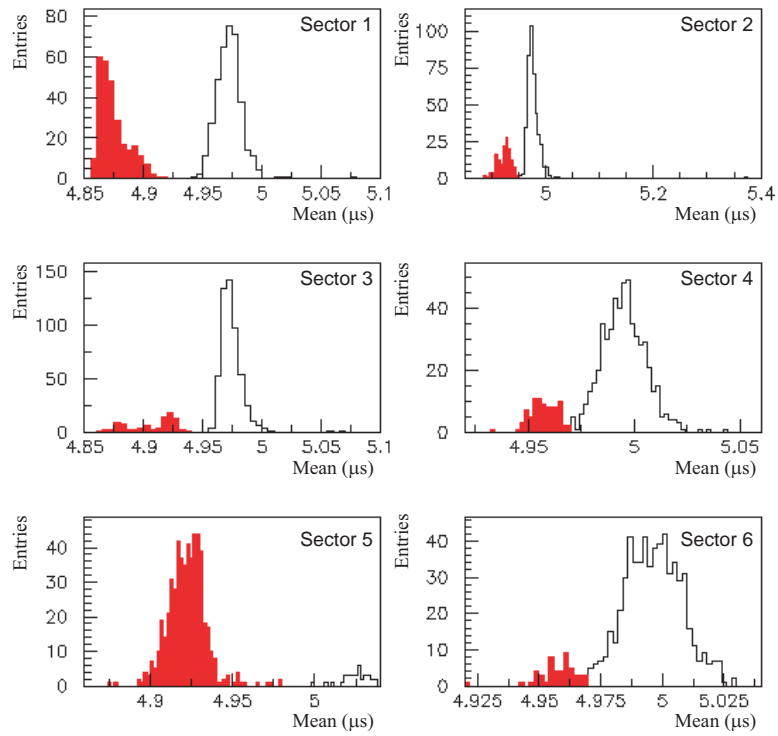 Sector 1
Entries
80
60
40
20
0
4.85 4.9 4.95 5 5.05 5.1
Mean (μs)
Sector 2
Entries
100
75
50
25
0
5 5.2 5.4
Mean (μs)
Sector 3
Entries
150
100
50
0
4.85 4.9 4.95 5 5.05 5.1
Mean (μs)
Sector 4
Entries
40
20
0
4.95 5 5.05
Mean (μs)
Sector 5
Entries
40
30
20
10
0
4.9 4.95 5
Mean (μs)
Sector 6
Entries
40
30
20
10
0
4.925 4.95 4.975 5 5.025
Mean (μs)